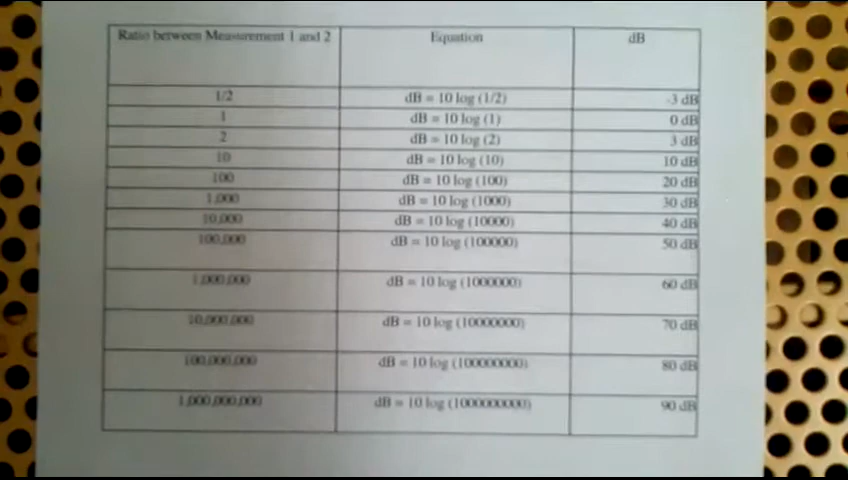 Ratio between Measurement 1 and 2 Equation dB
1/2 dB = 10 log (1/2) -3 dB
1 dB = 10 log (1) 0 dB
2 dB = 10 log (2) 3 dB
10 dB = 10 log (10) 10 dB
100 dB = 10 log (100) 20 dB
1,000 dB = 10 log (1000) 30 dB
10,000 dB = 10 log (10000) 40 dB
100,000 dB = 10 log (100000) 50 dB
1,000,000 dB = 10 log (1000000) 60 dB
10,000,000 dB = 10 log (10000000) 70 dB
100,000,000 dB = 10 log (100000000) 80 dB
1,000,000,000 dB = 10 log (1000000000) 90 dB